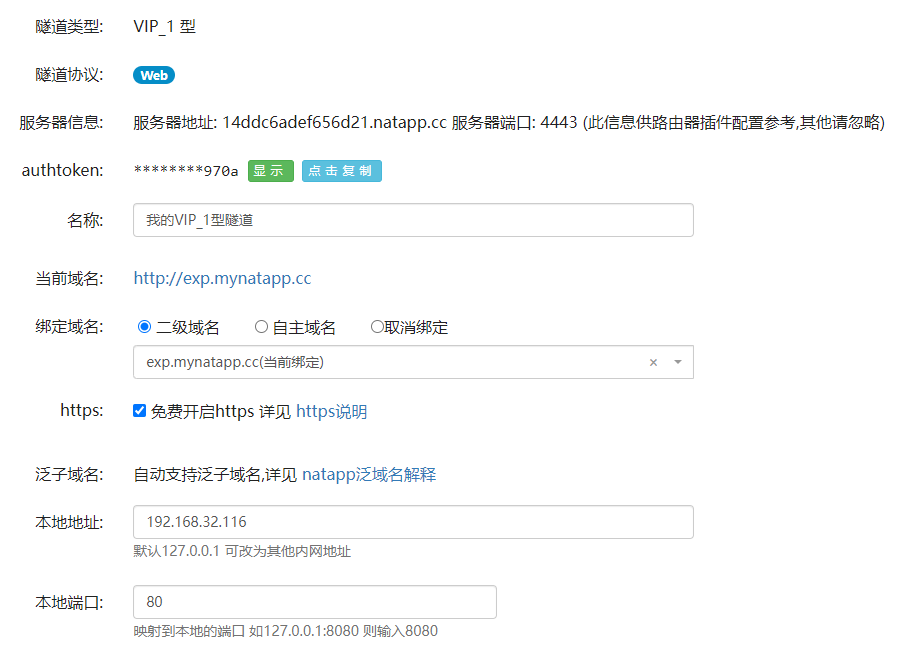 隧道类型: VIP_1 型
隧道协议: Web
服务器信息: 服务器地址: 14ddc6adef656d21.natapp.cc 服务器端口: 4443 (此信息供路由器插件配置参考,其他请忽略)
authtoken: ********970a 显示 点击复制
名称: 我的VIP_1型隧道
当前域名: http://exp.mynatapp.cc
绑定域名: 二级域名 自主域名 取消绑定
exp.mynatapp.cc(当前绑定) ×
https: 免费开启https 详见 https说明
泛子域名: 自动支持泛子域名,详见 natapp泛域名解释
本地地址: 192.168.32.116
默认127.0.0.1 可改为其他内网地址
本地端口: 80
映射到本地的端口 如127.0.0.1:8080 则输入8080